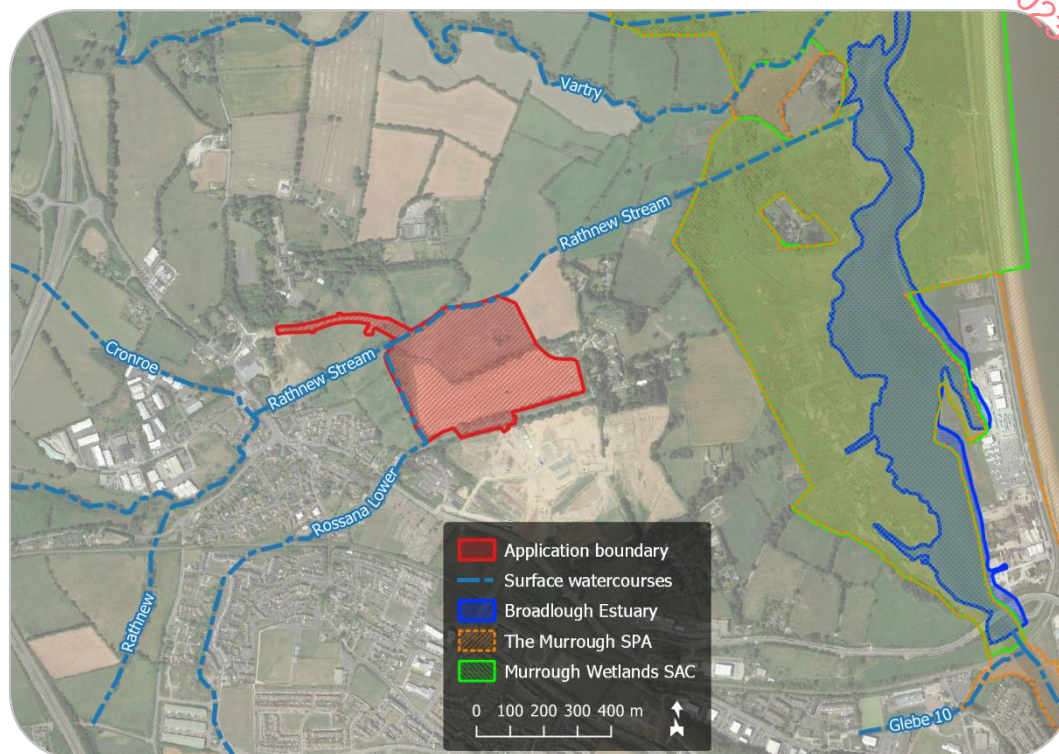 023
Vartry
Rathnew Stream
Cronroe
Rathnew Stream
Rossana Lower
Rathnew
Application boundary
Surface watercourses
Broadlough Estuary
The Murrough SPA
Murrough Wetlands SAC
0 100 200 300 400 m
Glebe 10